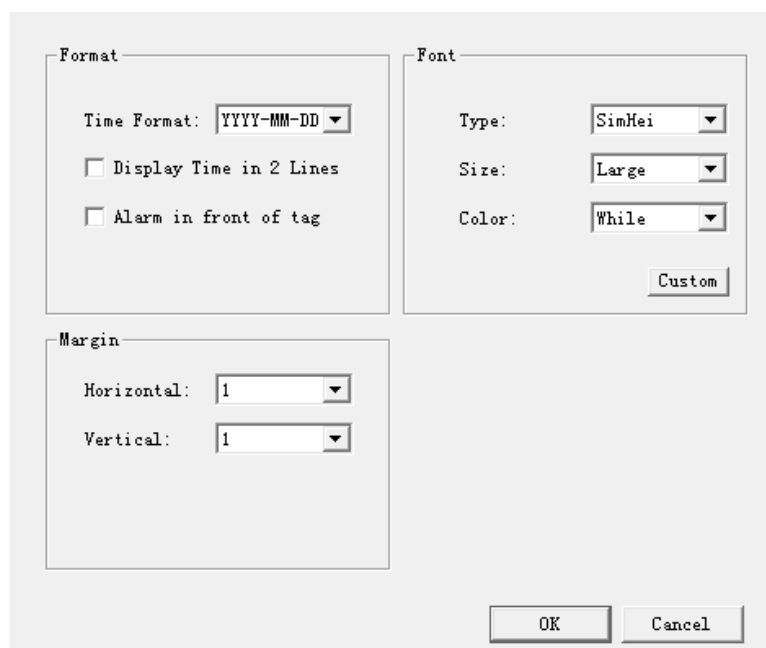 Format
Time Format: YYYY-MM-DD
Display Time in 2 Lines
Alarm in front of tag
Font
Type: SimHei
Size: Large
Color: While
Custom
Margin
Horizontal: 1
Vertical: 1
OK Cancel